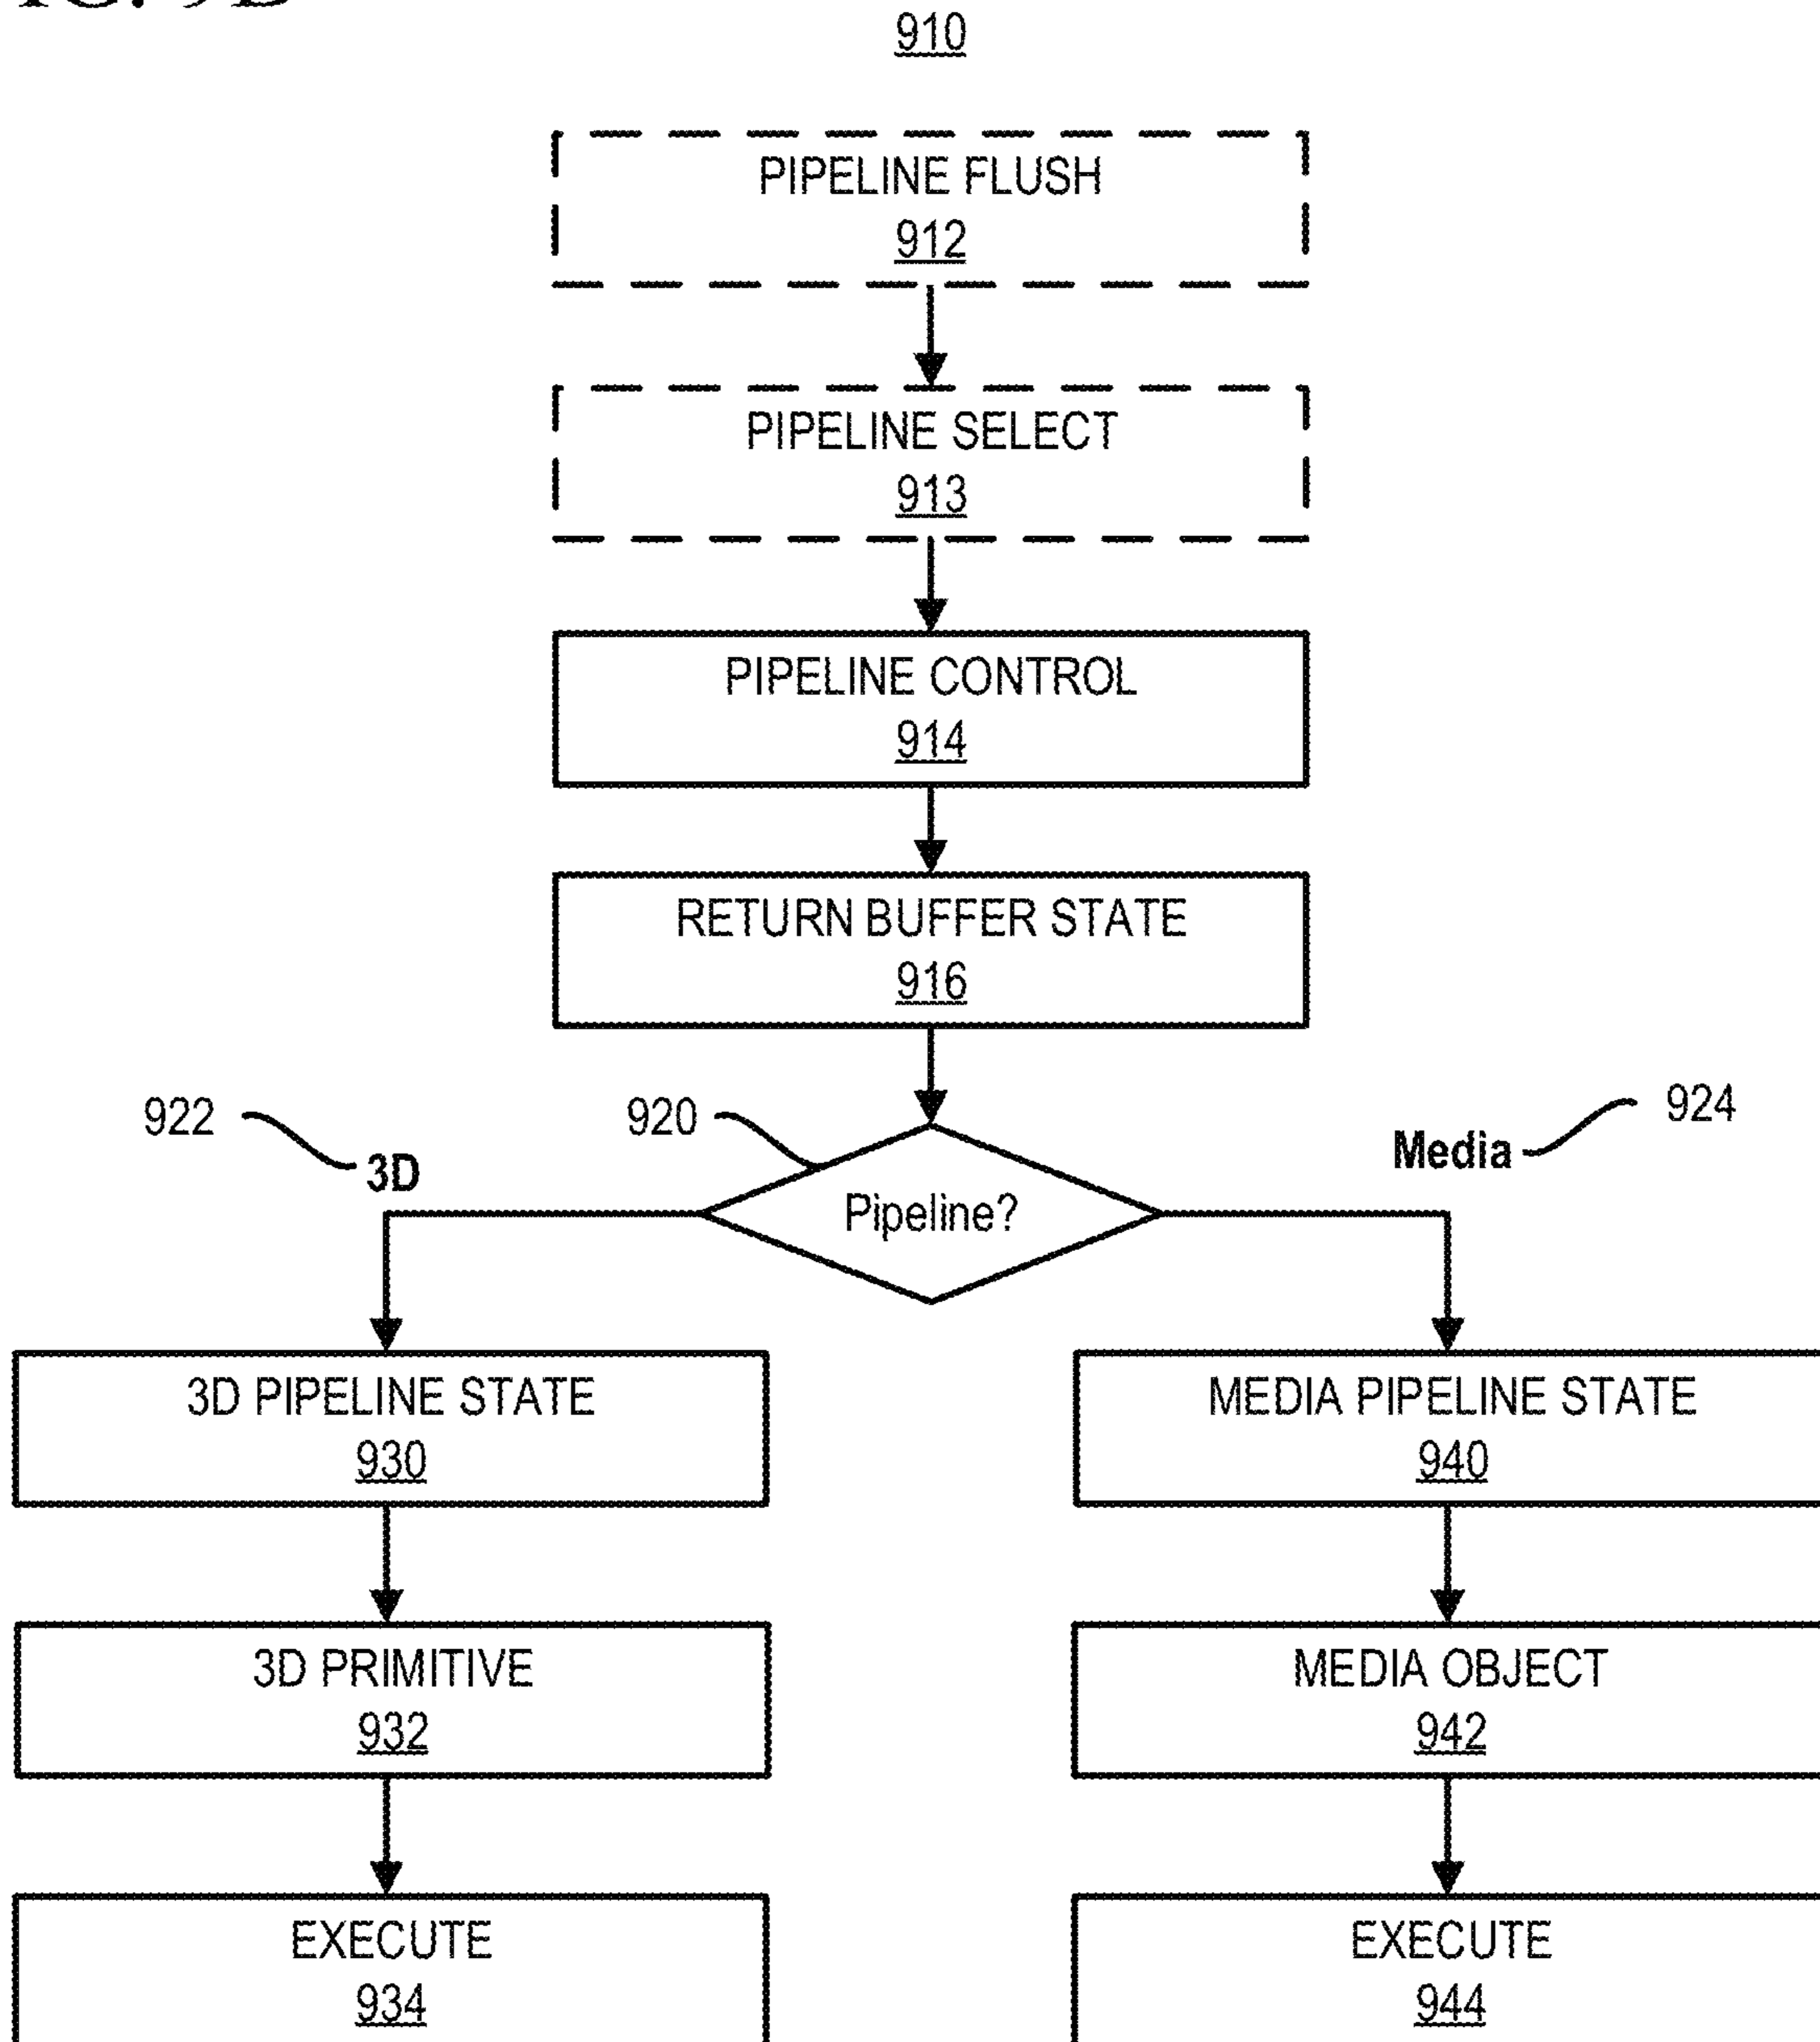 910
PIPELINE FLUSH
912
PIPELINE SELECT
913
PIPELINE CONTROL
914
RETURN BUFFER STATE
916
922
920
924
3D
Media
Pipeline?
3D PIPELINE STATE
930
MEDIA PIPELINE STATE
940
3D PRIMITIVE
932
MEDIA OBJECT
942
EXECUTE
934
EXECUTE
944